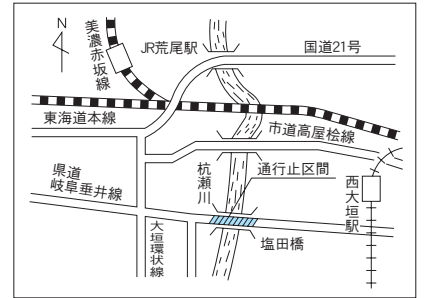 N
美濃赤坂線
JR荒尾駅
国道21号
東海道本線
市道高屋桧線
県道
岐阜垂井線
杭瀬川
通行止区間
西大垣駅
大垣環状線
塩田橋